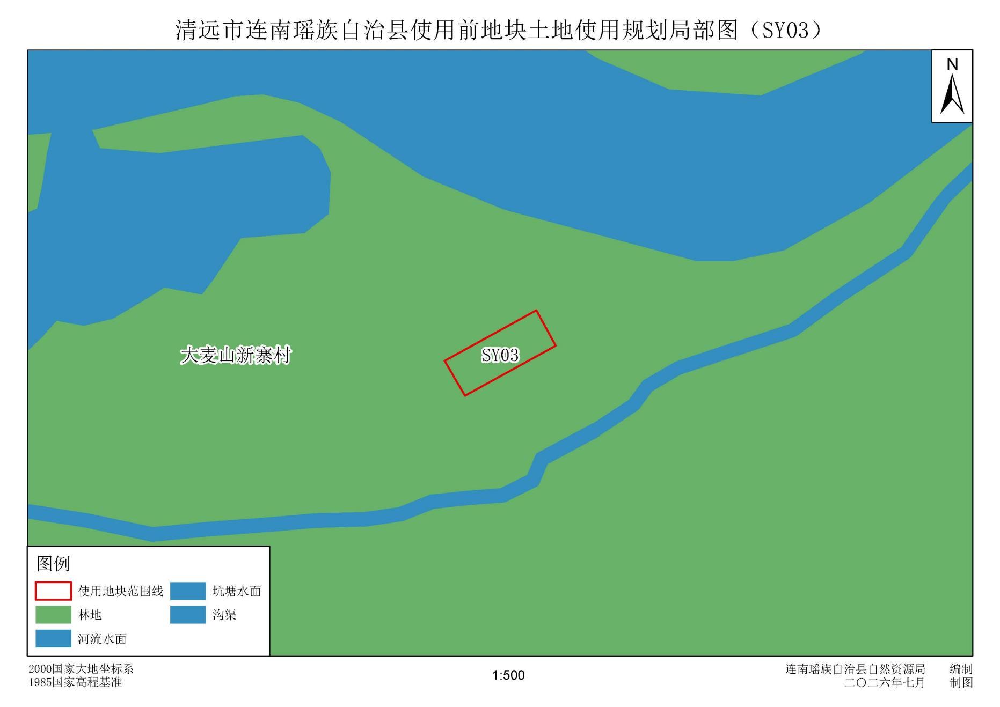 清远市连南瑶族自治县使用前地块土地使用规划局部图（SY03）
N
大麦山新寨村
SY03
图例
使用地块范围线
坑塘水面
林地
沟渠
河流水面
2000国家大地坐标系
1985国家高程基准
1:500
连南瑶族自治县自然资源局 编制
二〇二六年七月 制图